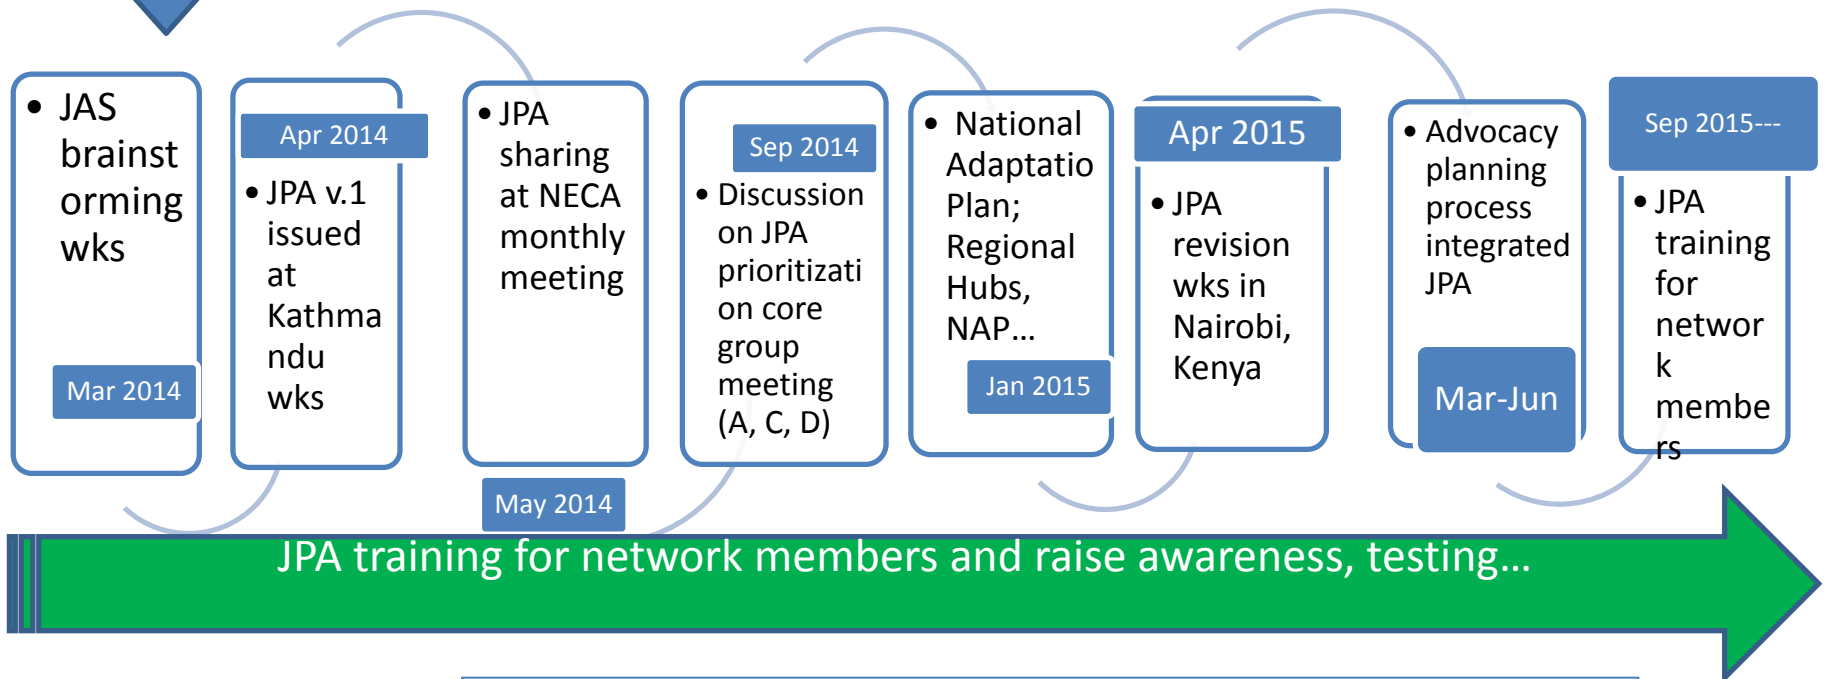 • JAS
brainst
orming
wks
Mar 2014
Apr 2014
• JPA v.1
issued
at
Kathma
ndu
wks
• JPA
sharing
at NECA
monthly
meeting
May 2014
Sep 2014
• Discussion
on JPA
prioritizati
on core
group
meeting
(A, C, D)
• National
Adaptatio
Plan;
Regional
Hubs,
NAP…
Jan 2015
Apr 2015
• JPA
revision
wks in
Nairobi,
Kenya
• Advocacy
planning
process
integrated
JPA
Mar-Jun
Sep 2015---
• JPA
training
for
networ
k
membe
rs
JPA training for network members and raise awareness, testing…